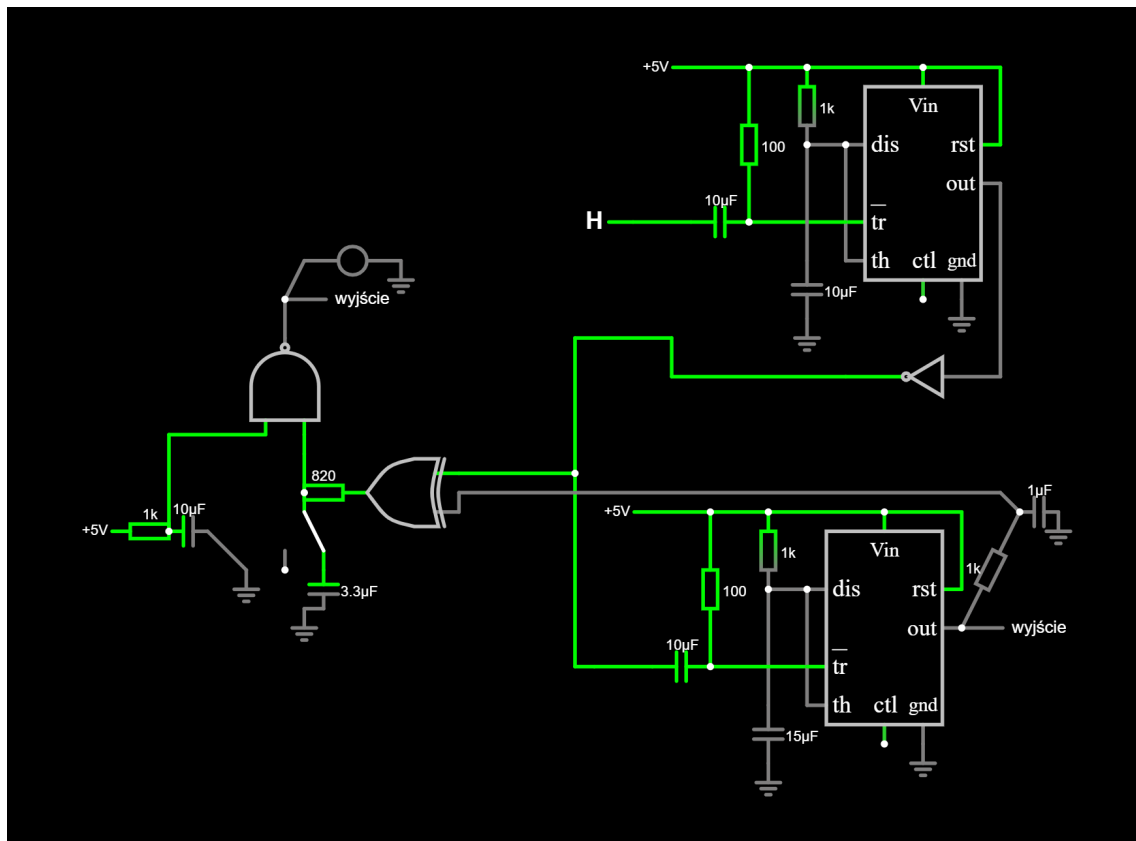 +5V
1k
Vin
dis
rst
100
out
10μF
tr
H
th
ctl
gnd
10μF
wyjście
820
1k
10μF
+5V
3.3μF
+5V
1μF
1k
Vin
1k
100
dis
rst
out
wyjście
10μF
tr
th
ctl
gnd
15μF